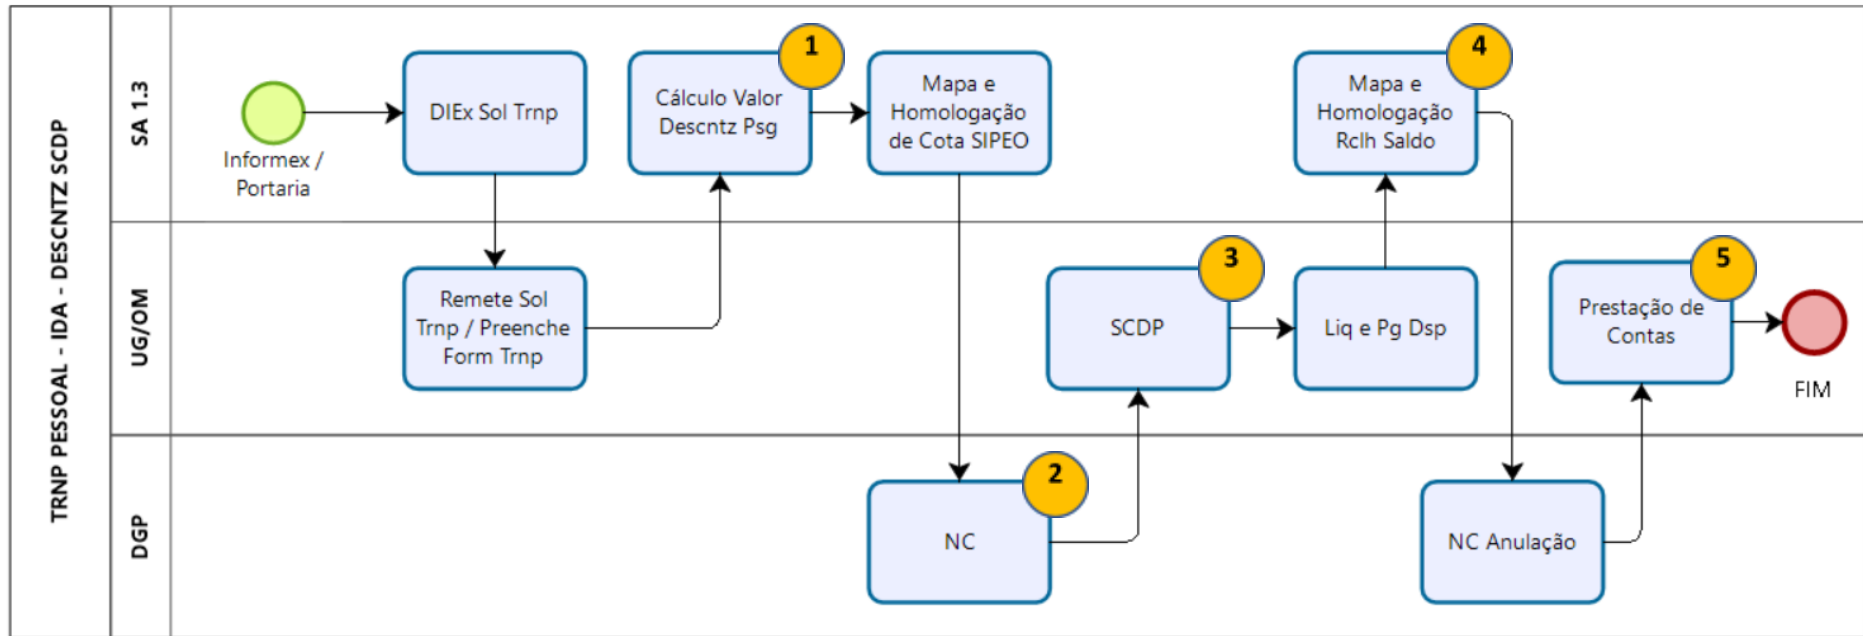 TRNP PESSOAL - IDA - DESCNTZ SCDP
SA 1.3
Informex /
Portaria
DIEx Sol Trnp
1
Cálculo Valor
Descntz Psg
Mapa e
Homologação
de Cota SIPEO
4
Mapa e
Homologação
Rclh Saldo
UG/OM
Remete Sol
Trnp / Preenche
Form Trnp
3
SCDP
Liq e Pg Dsp
5
Prestação de
Contas
FIM
DGP
2
NC
NC Anulação